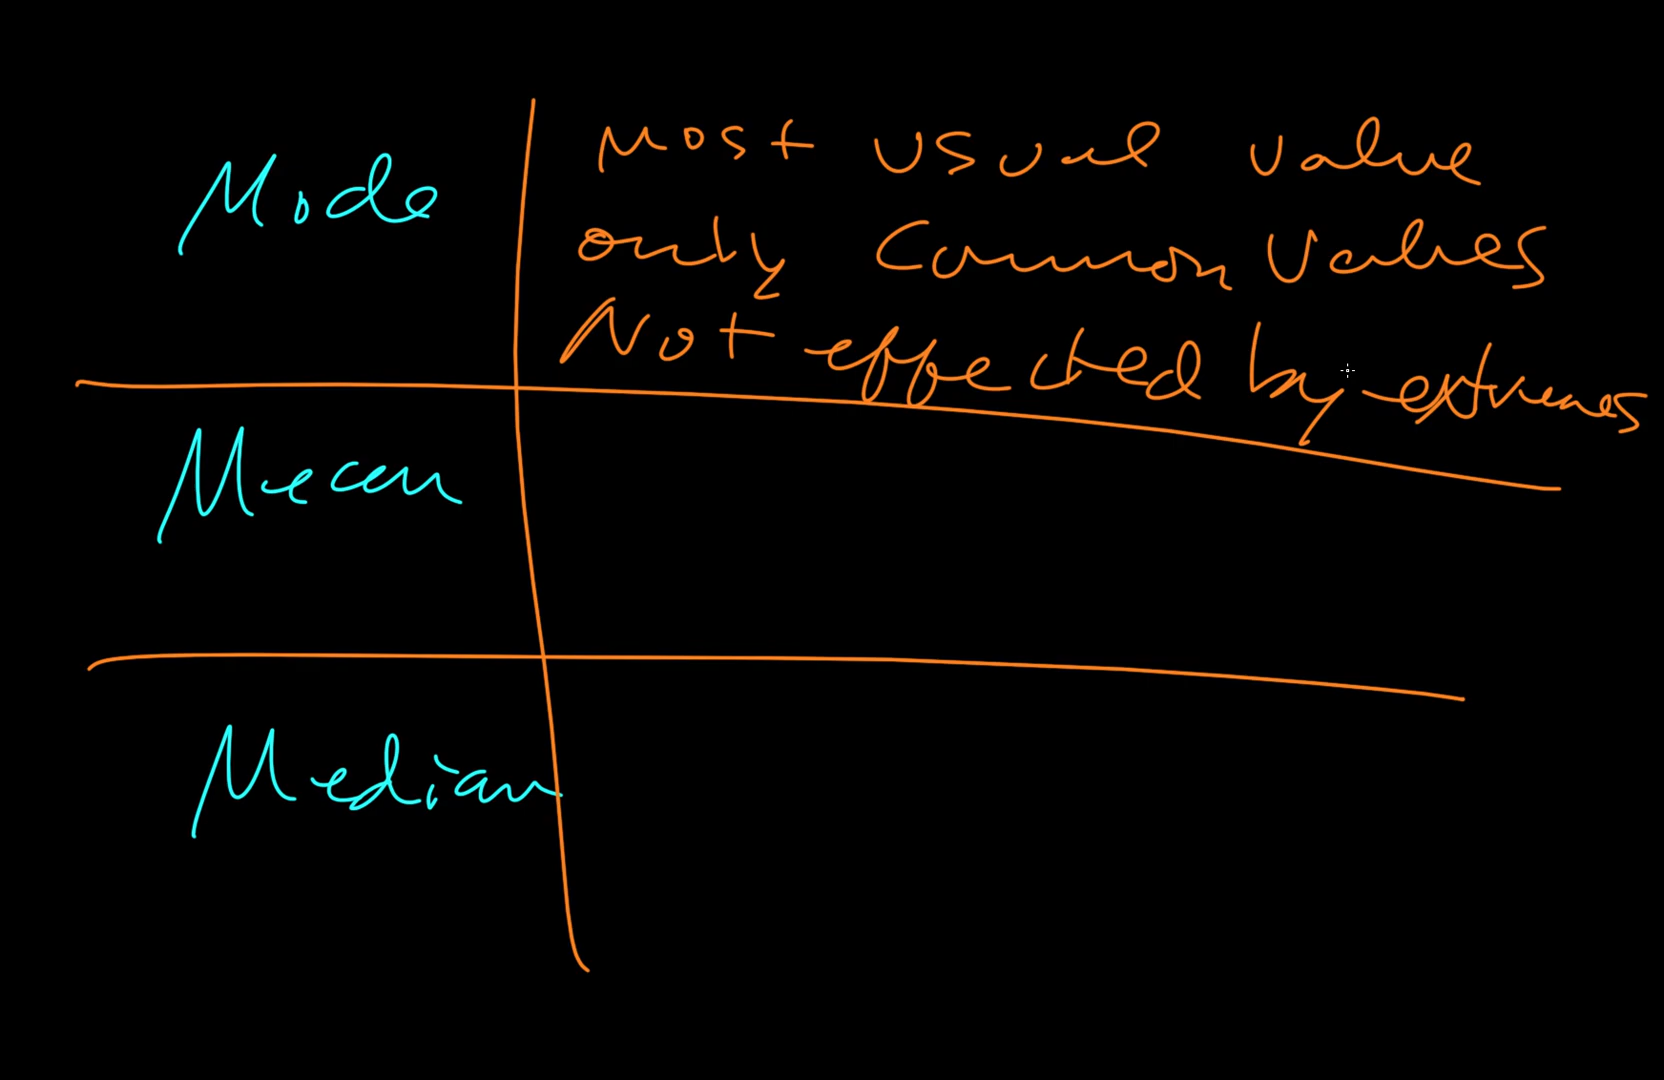 Mode
Most usual value
only Common Values
Not effected by extremes
Mean
Median